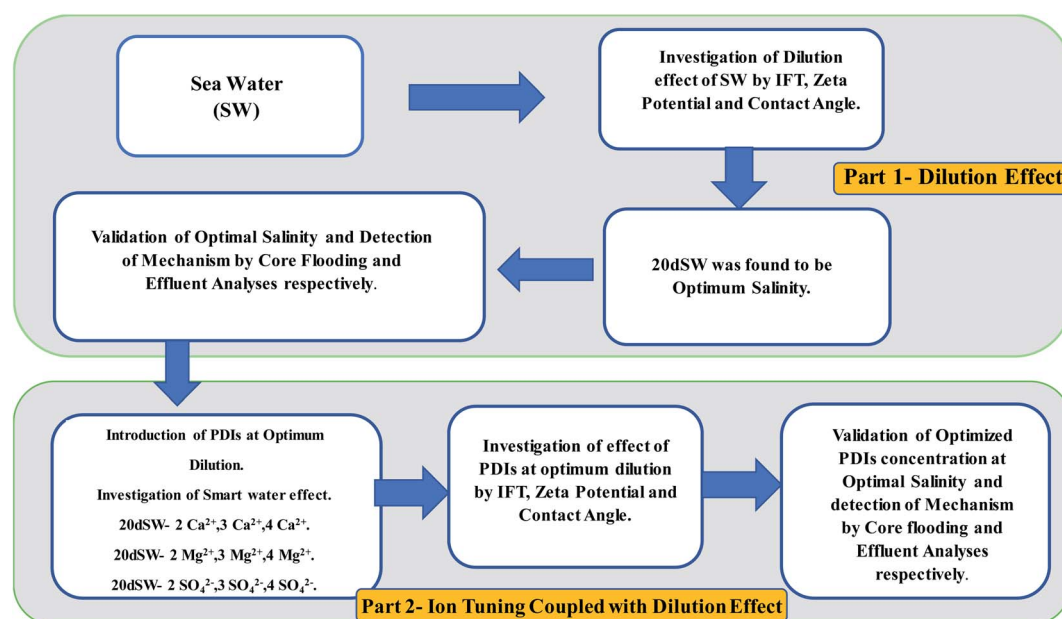 Sea Water
(SW)
Investigation of Dilution
effect of SW by IFT, Zeta
Potential and Contact Angle.
Part 1- Dilution Effect
20dSW was found to be
Optimum Salinity.
Validation of Optimal Salinity and Detection
of Mechanism by Core Flooding and
Effluent Analyses respectively.
Introduction of PDIs at Optimum
Dilution.
Investigation of Smart water effect.
20dSW- 2 Ca²⁺,3 Ca²⁺,4 Ca²⁺.
20dSW- 2 Mg²⁺,3 Mg²⁺,4 Mg²⁺.
20dSW- 2 SO₄²⁻,3 SO₄²⁻,4 SO₄²⁻.
Investigation of effect of
PDIs at optimum dilution
by IFT, Zeta Potential and
Contact Angle.
Validation of Optimized
PDIs concentration at
Optimal Salinity and
detection of Mechanism
by Core flooding and
Effluent Analyses
respectively.
Part 2- Ion Tuning Coupled with Dilution Effect